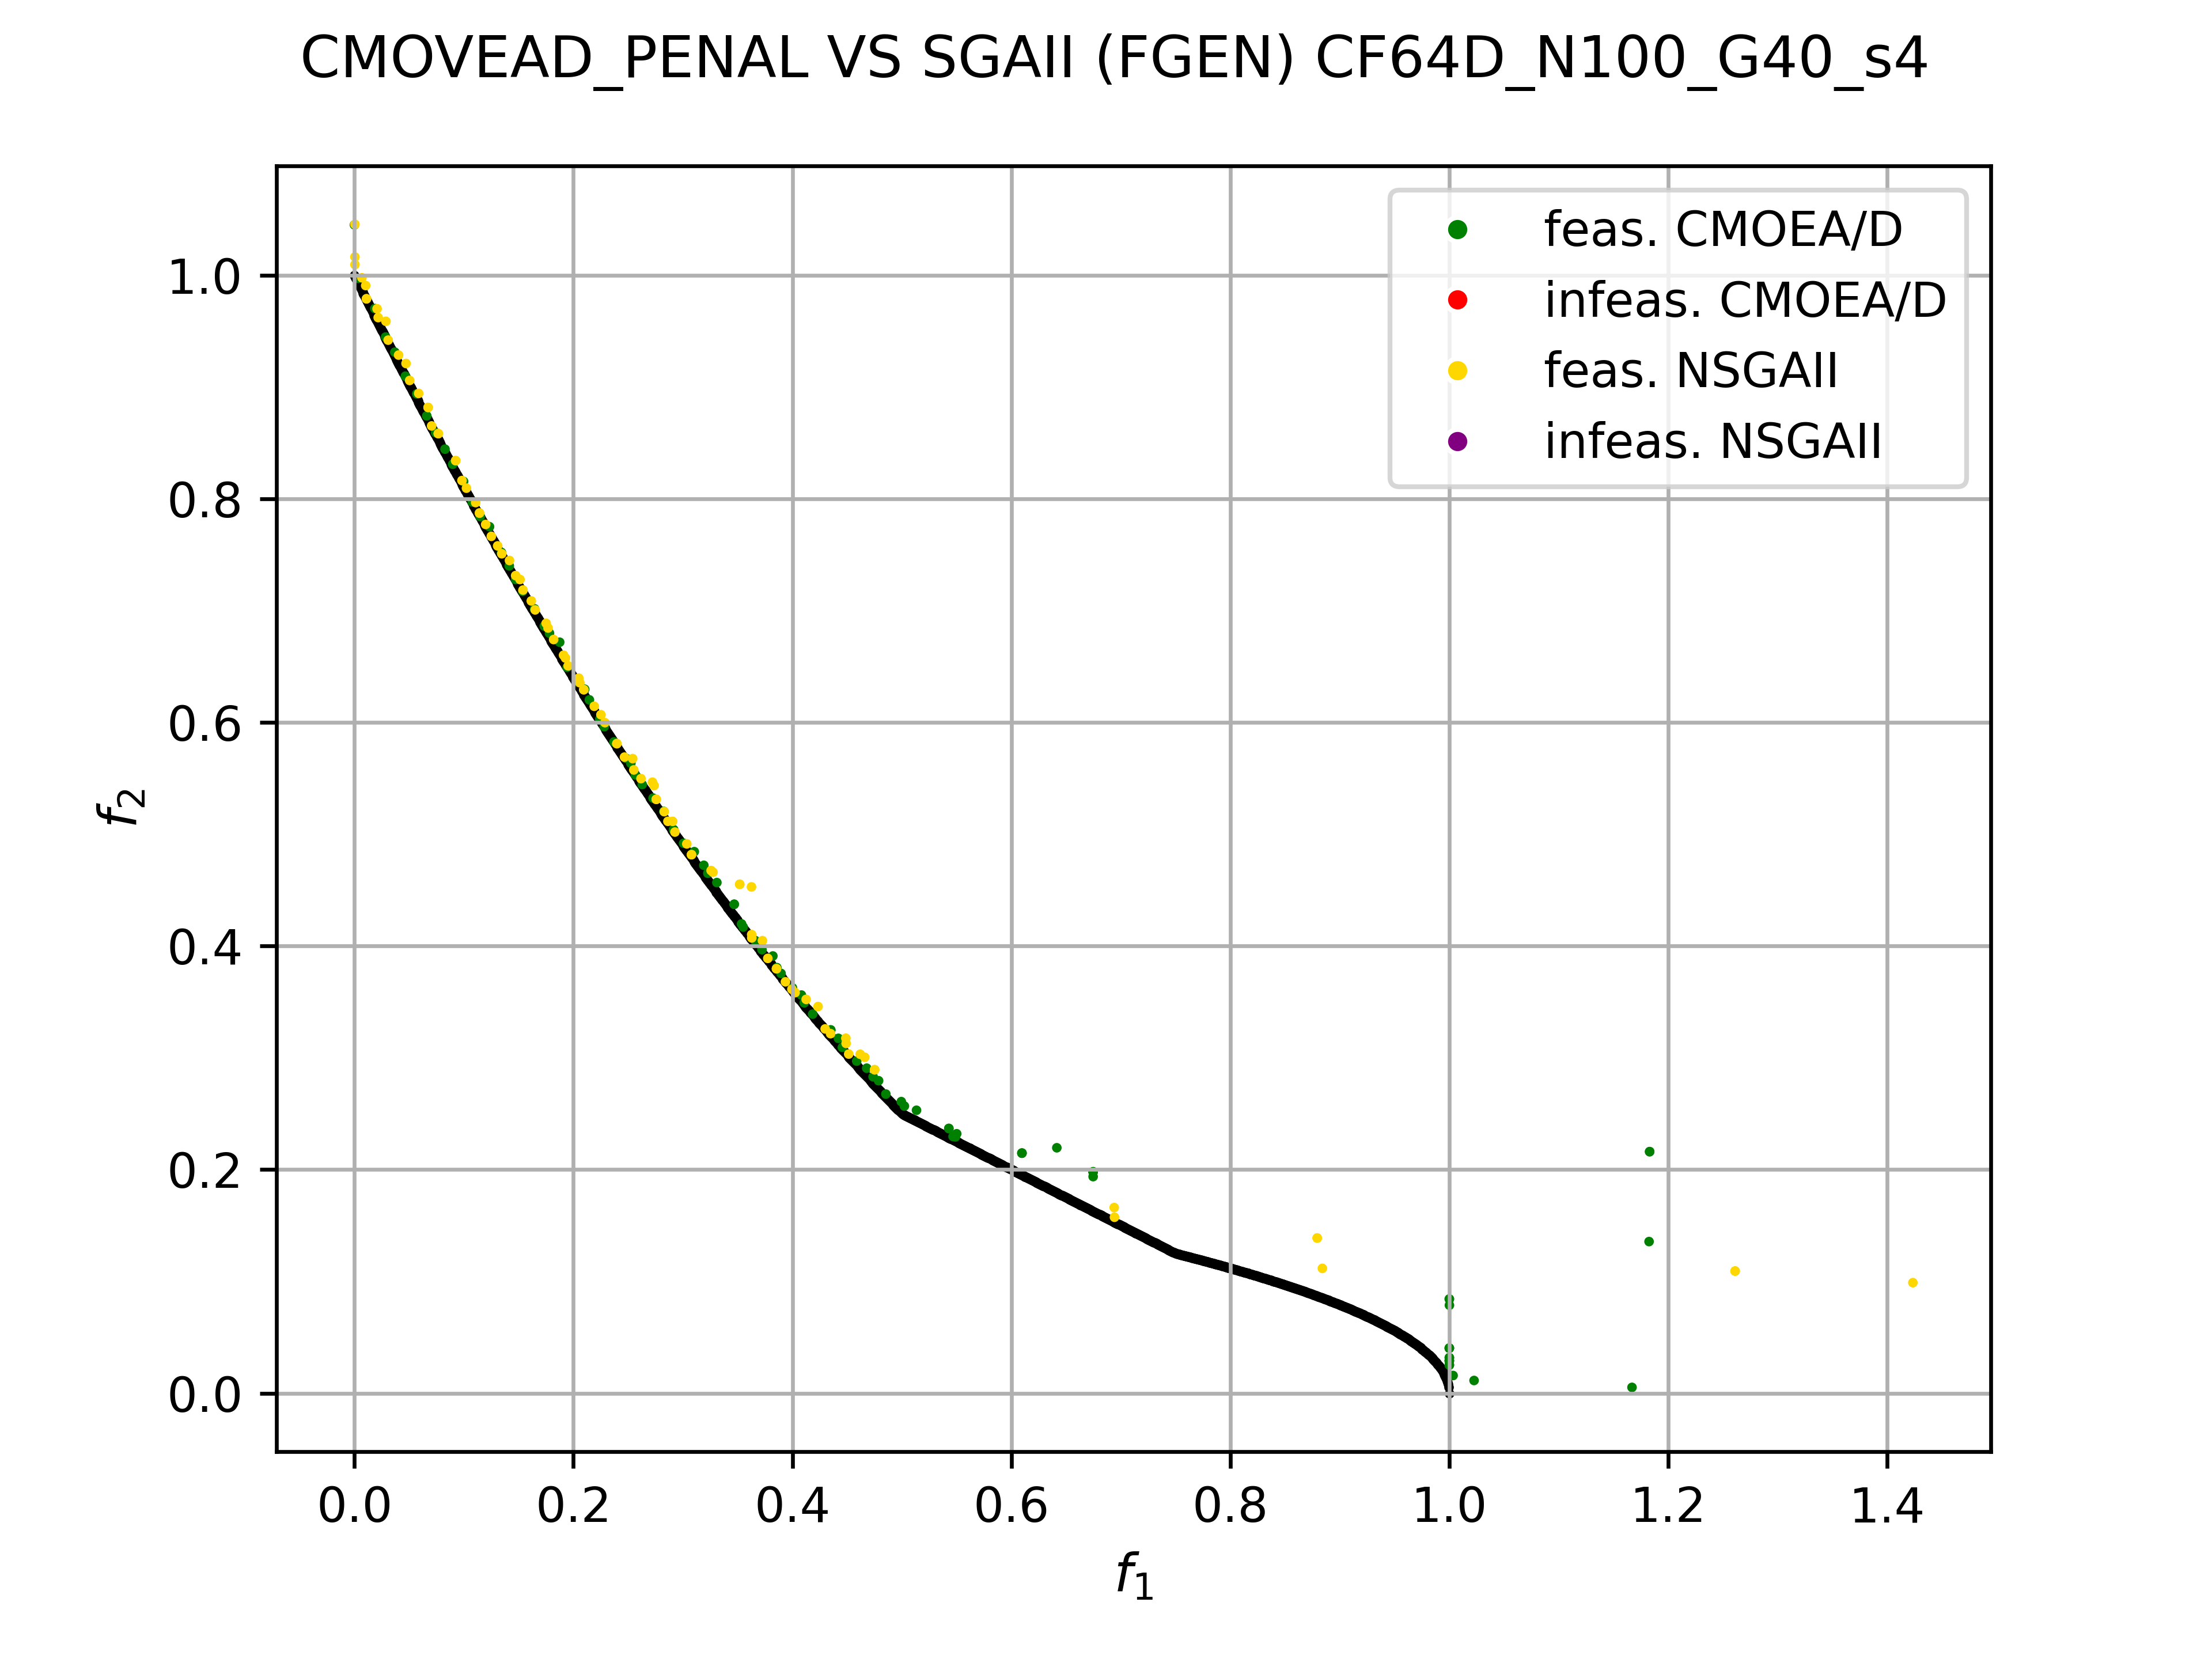 CMOVEAD_PENAL VS SGAII (FGEN) CF64D_N100_G40_s4
feas. CMOEA/D
infeas. CMOEA/D
feas. NSGAII
infeas. NSGAII
1.0
0.8
0.6
0.4
0.2
0.0
f2
0.0 0.2 0.4 0.6 0.8 1.0 1.2 1.4
f1